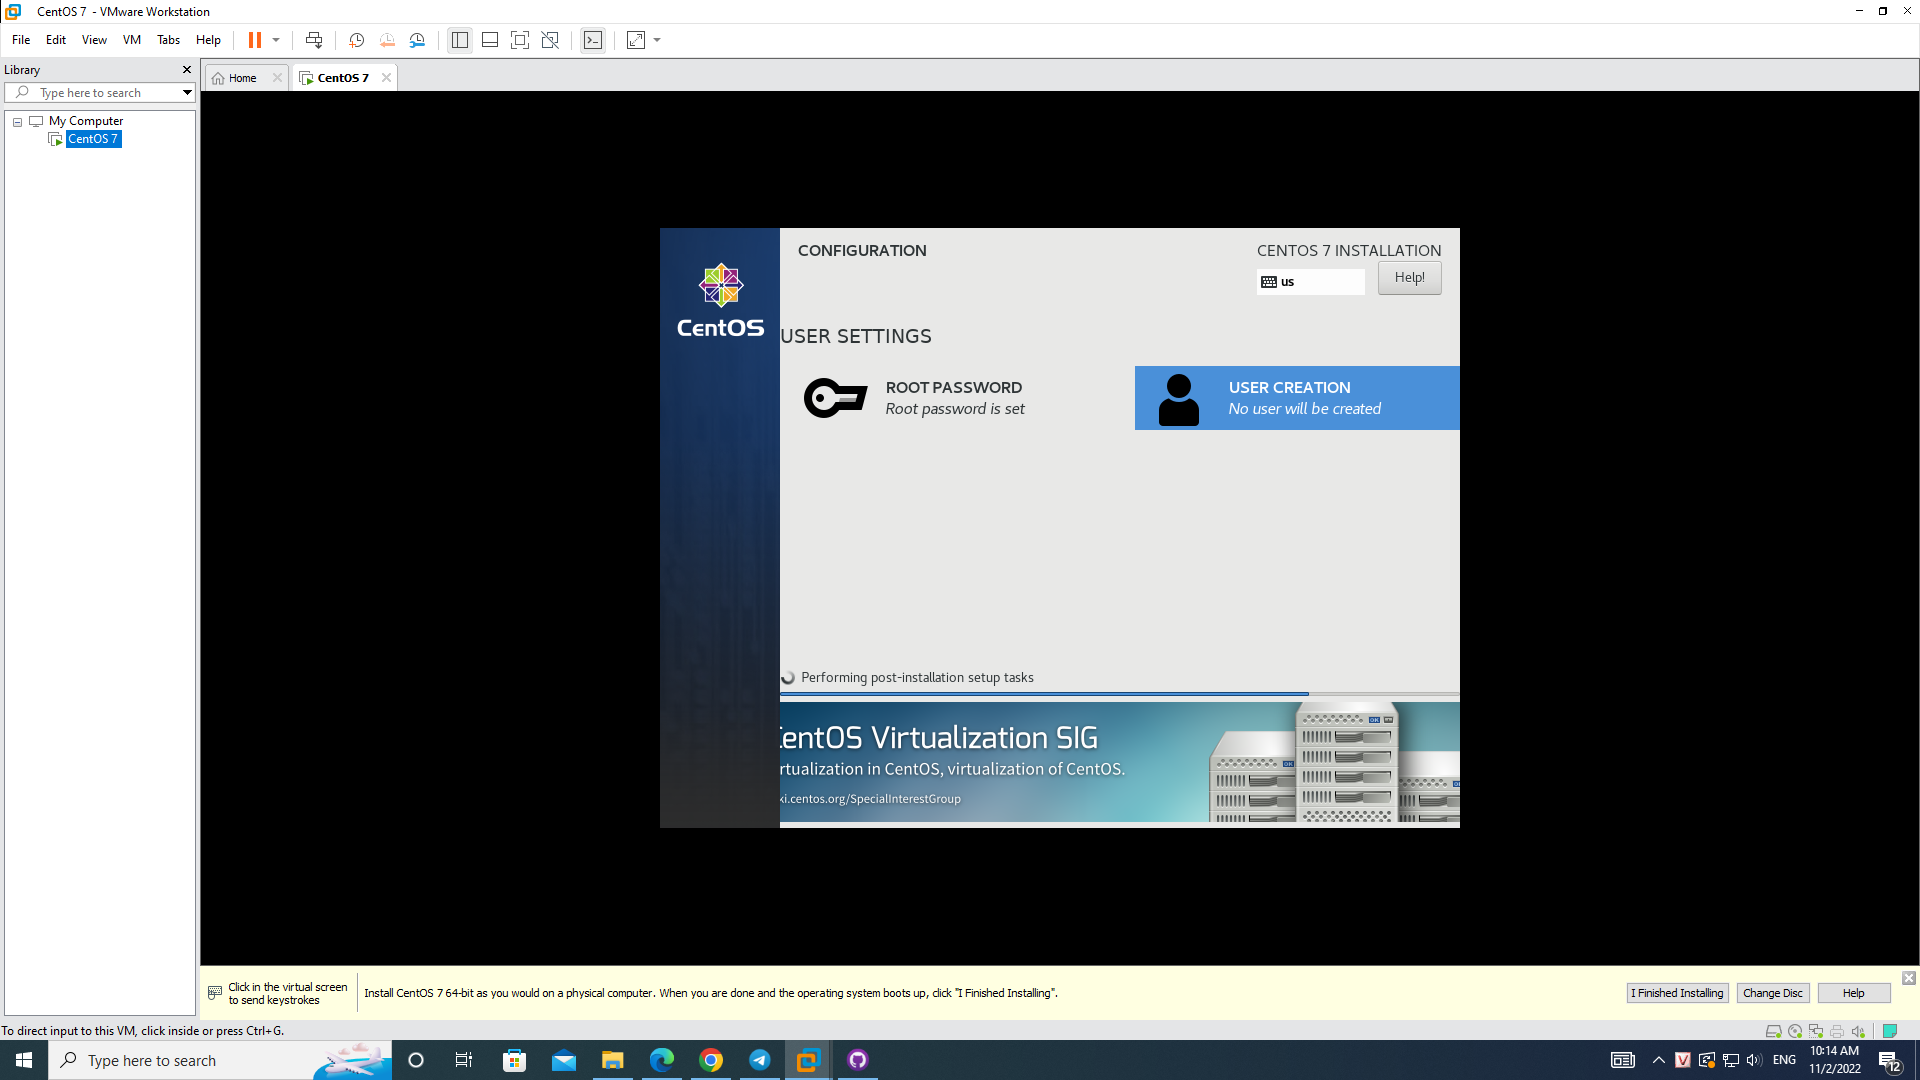 CentOS 7 - VMware Workstation
File Edit View VM Tabs Help
Library
Type here to search
My Computer
CentOS 7
Home
CentOS 7
CentOS
CONFIGURATION
CENTOS 7 INSTALLATION
us
Help!
USER SETTINGS
ROOT PASSWORD
Root password is set
USER CREATION
No user will be created
Performing post-installation setup tasks
entOS Virtualization SIG
rtualization in CentOS, virtualization of CentOS.
ki.centos.org/SpecialInterestGroup
Click in the virtual screen
to send keystrokes
Install CentOS 7 64-bit as you would on a physical computer. When you are done and the operating system boots up, click "I Finished Installing".
I Finished Installing
Change Disc
Help
To direct input to this VM, click inside or press Ctrl+G.
Type here to search
V
ENG
10:14 AM
11/2/2022
12